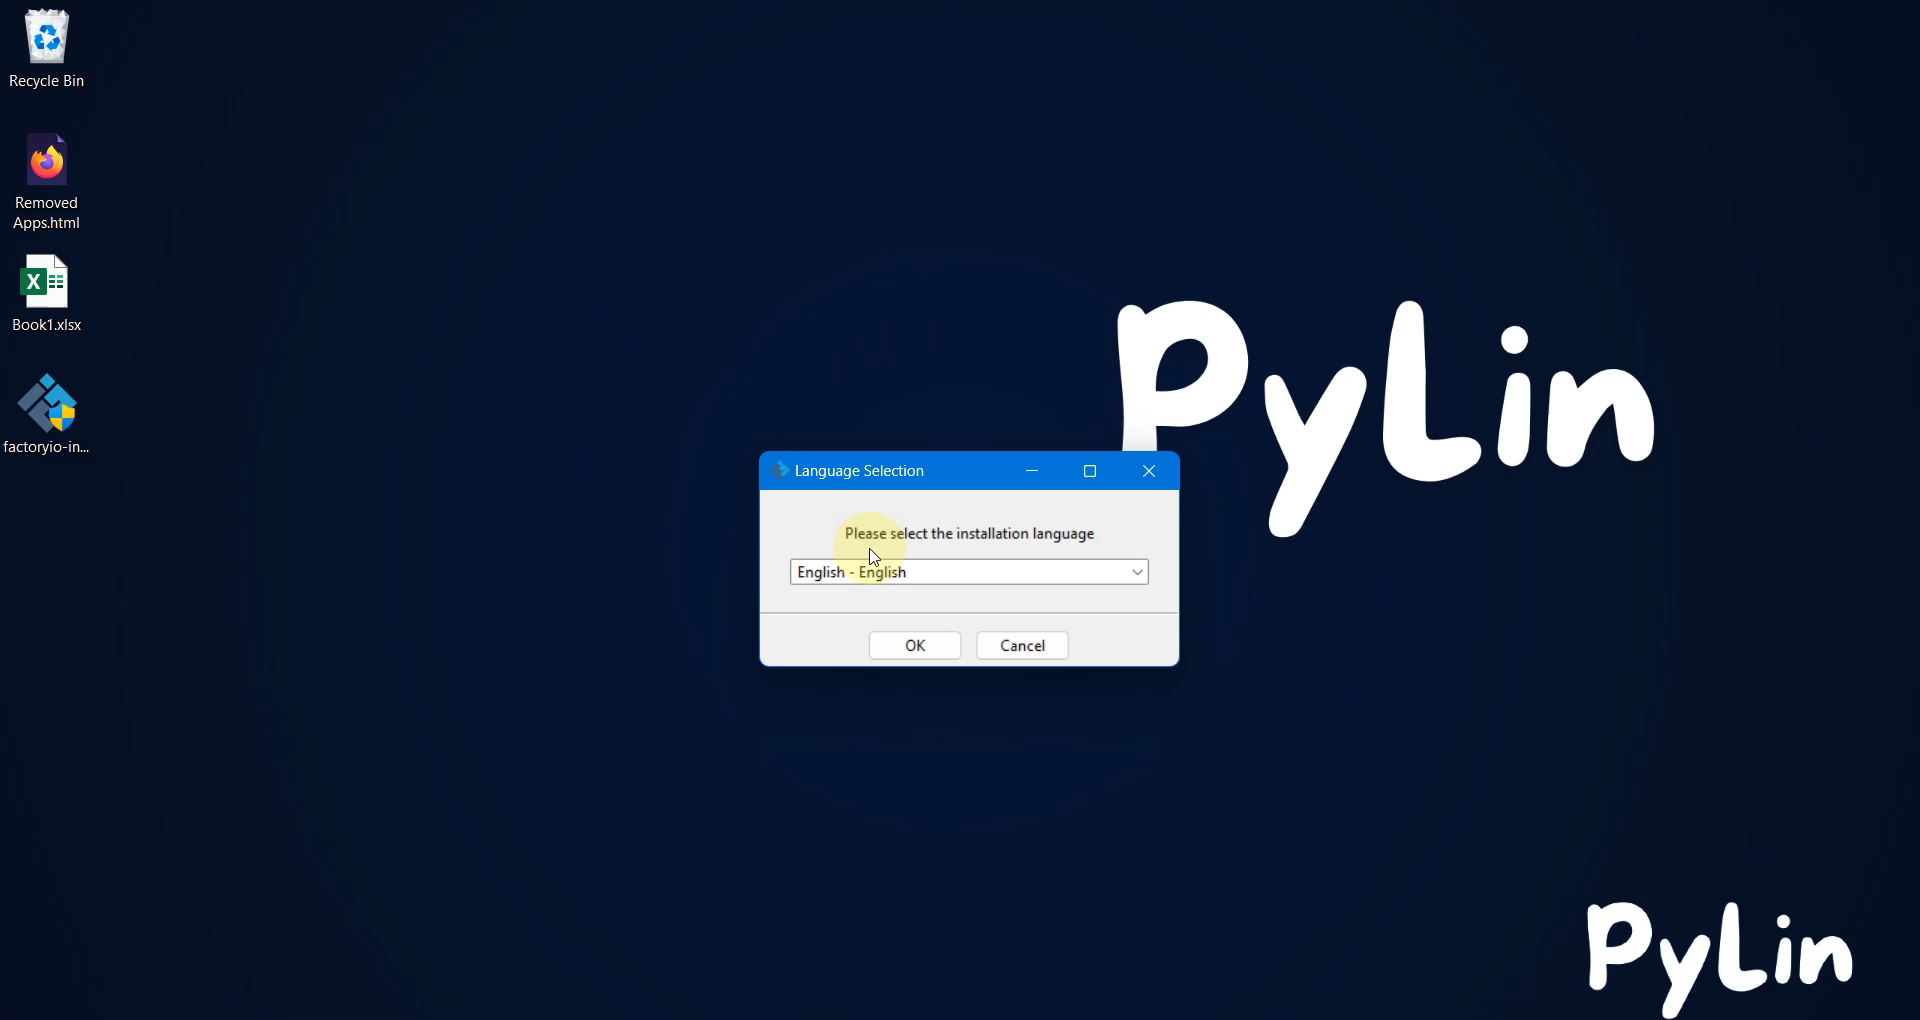 Recycle Bin
Removed
Apps.html
Book1.xlsx
factoryio-in...
PyLin
Language Selection
Please select the installation language
English - English
OK
Cancel
PyLin